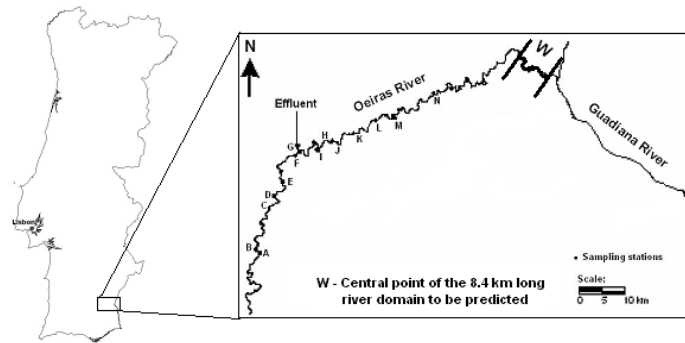 N
W
Oeiras River
Guadiana River
Effluent
N
M
L
K
H
J
I
G
F
E
D
C
B
A
Lisbon
Sampling stations
W - Central point of the 8.4 km long
river domain to be predicted
Scale:
0 5 10 km